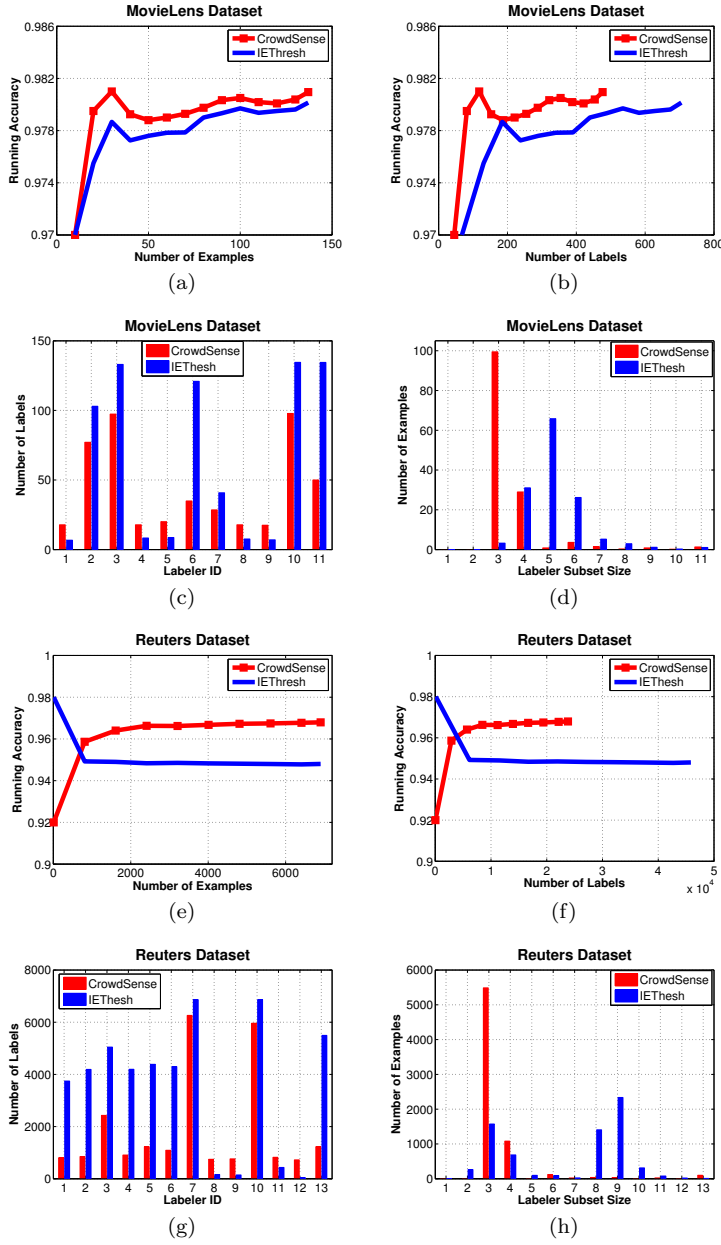 MovieLens Dataset
0.986
0.982
0.978
0.974
0.97
Running Accuracy
CrowdSense
IEThresh
0 50 100 150
Number of Examples
(a)
MovieLens Dataset
0.986
0.982
0.978
0.974
0.97
Running Accuracy
CrowdSense
IEThresh
0 200 400 600 800
Number of Labels
(b)
MovieLens Dataset
150
100
50
0
Number of Labels
CrowdSense
IEThesh
1 2 3 4 5 6 7 8 9 10 11
Labeler ID
(c)
MovieLens Dataset
100
80
60
40
20
0
Number of Examples
CrowdSense
IEThesh
1 2 3 4 5 6 7 8 9 10 11
Labeler Subset Size
(d)
Reuters Dataset
1
0.98
0.96
0.94
0.92
0.9
Running Accuracy
CrowdSense
IEThresh
0 2000 4000 6000
Number of Examples
(e)
Reuters Dataset
1
0.98
0.96
0.94
0.92
0.9
Running Accuracy
CrowdSense
IEThresh
0 1 2 3 4 5
Number of Labels
x 10^4
(f)
Reuters Dataset
8000
6000
4000
2000
0
Number of Labels
CrowdSense
IEThesh
1 2 3 4 5 6 7 8 9 10 11 12 13
Labeler ID
(g)
Reuters Dataset
6000
5000
4000
3000
2000
1000
0
Number of Examples
CrowdSense
IEThesh
1 2 3 4 5 6 7 8 9 10 11 12 13
Labeler Subset Size
(h)